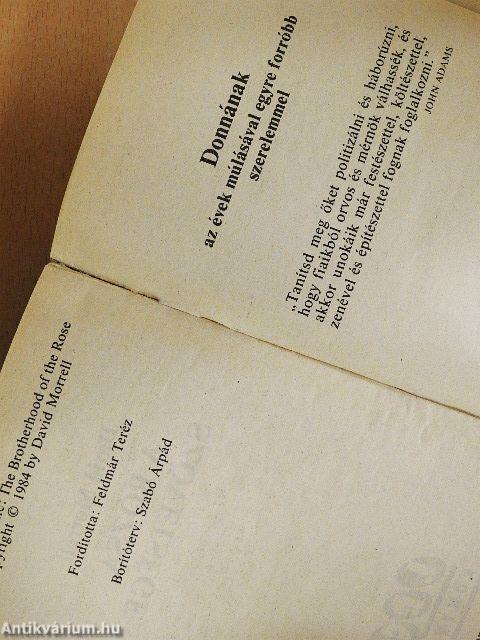 : The Brotherhood of the Rose
yright © 1984 by David Morrell
Fordította: Feldmár Teréz
Borítóterv: Szabó Árpád
Donnának
az évek múlásával egyre forróbb
szerelemmel
„Tanítsd meg őket politizálni és háborúzni,
hogy fiaikból orvos és mérnök válhassék, és
akkor unokáik már festészettel, költészettel,
zenével és építészettel fognak foglalkozni.”
JOHN ADAMS
Antikvárium.hu